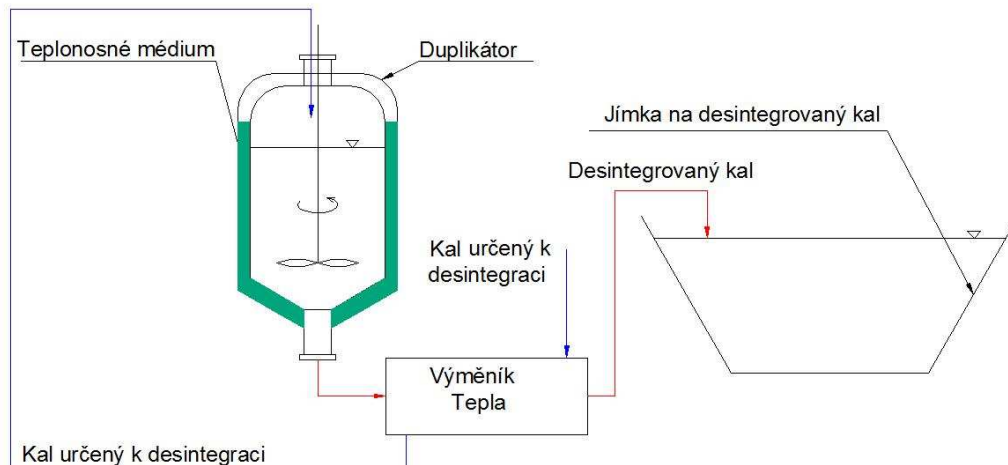 Teplonosné médium
Duplikátor
Jímka na desintegrovaný kal
Desintegrovaný kal
Kal určený k
desintegraci
Výměník
Tepla
Kal určený k desintegraci